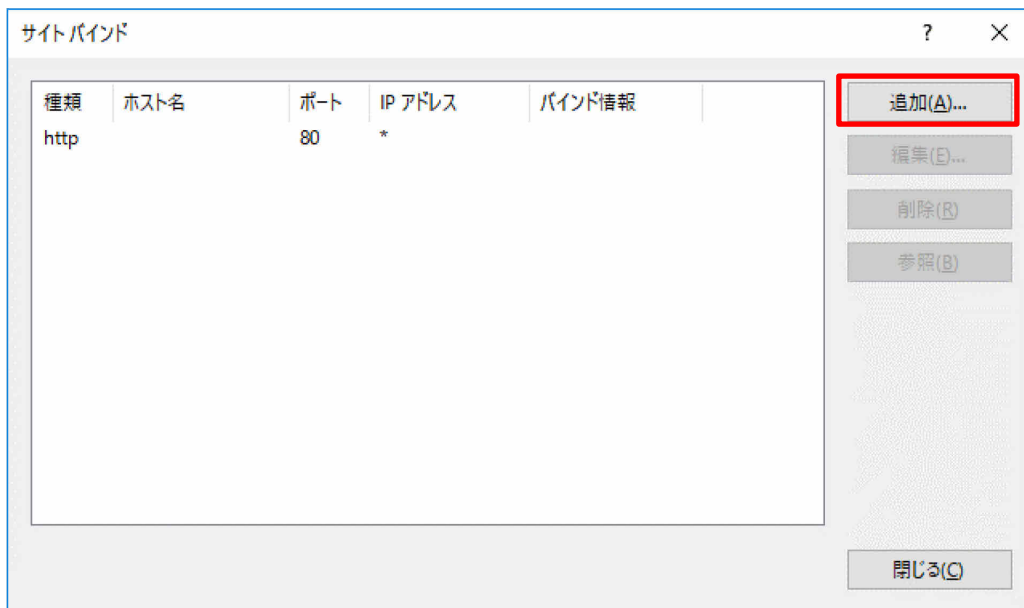 サイト バインド ?
種類 ホスト名 ポート IP アドレス バインド情報
http 80 *
追加(A)...
編集(E)...
削除(R)
参照(B)
閉じる(C)